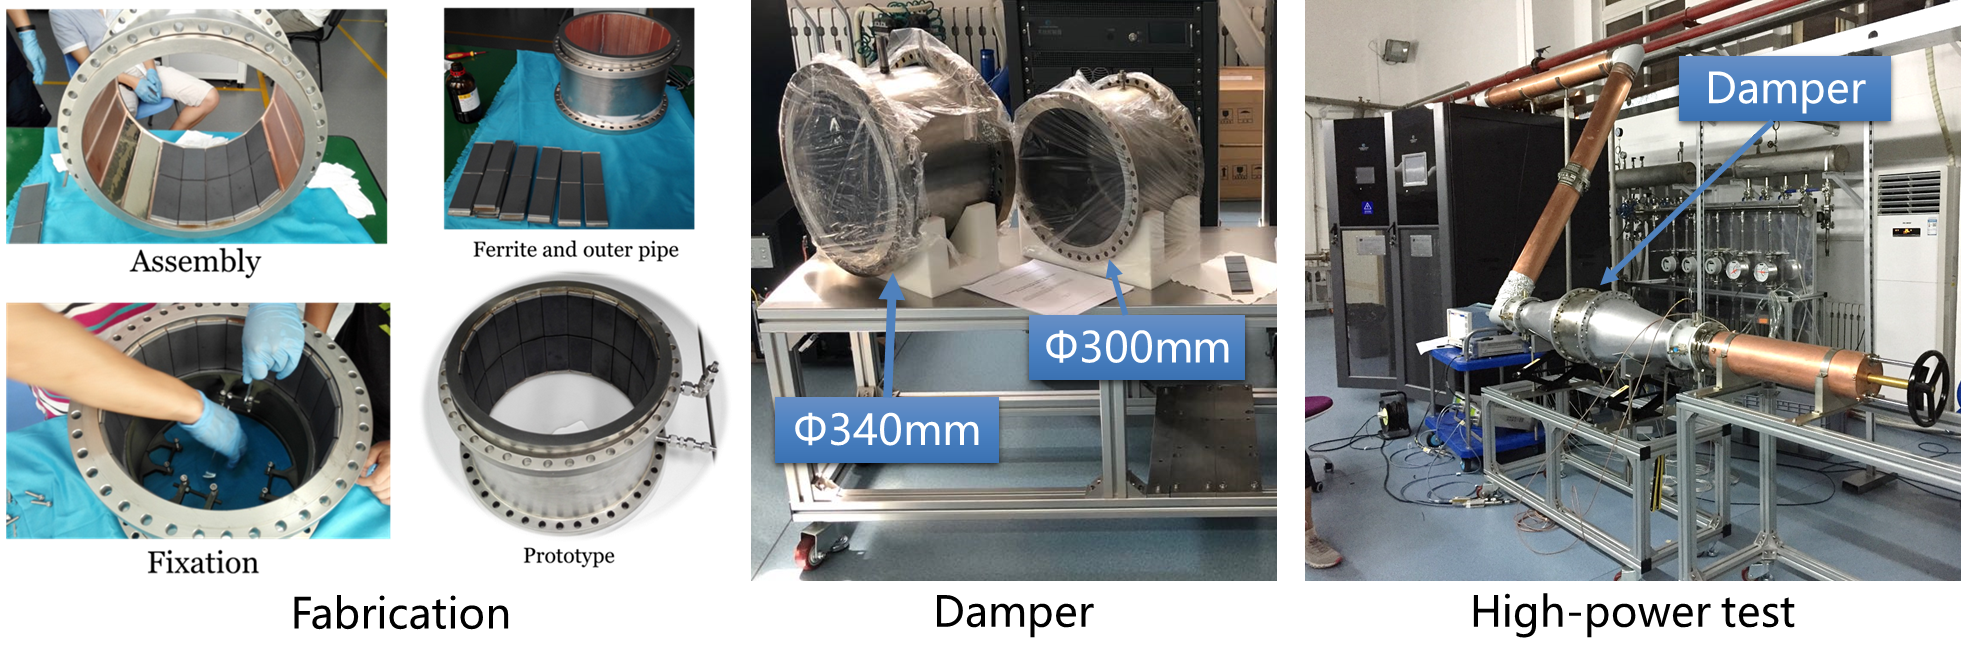 Assembly
Ferrite and outer pipe
Fixation
Prototype
Fabrication
Φ340mm
Φ300mm
Damper
Damper
High-power test